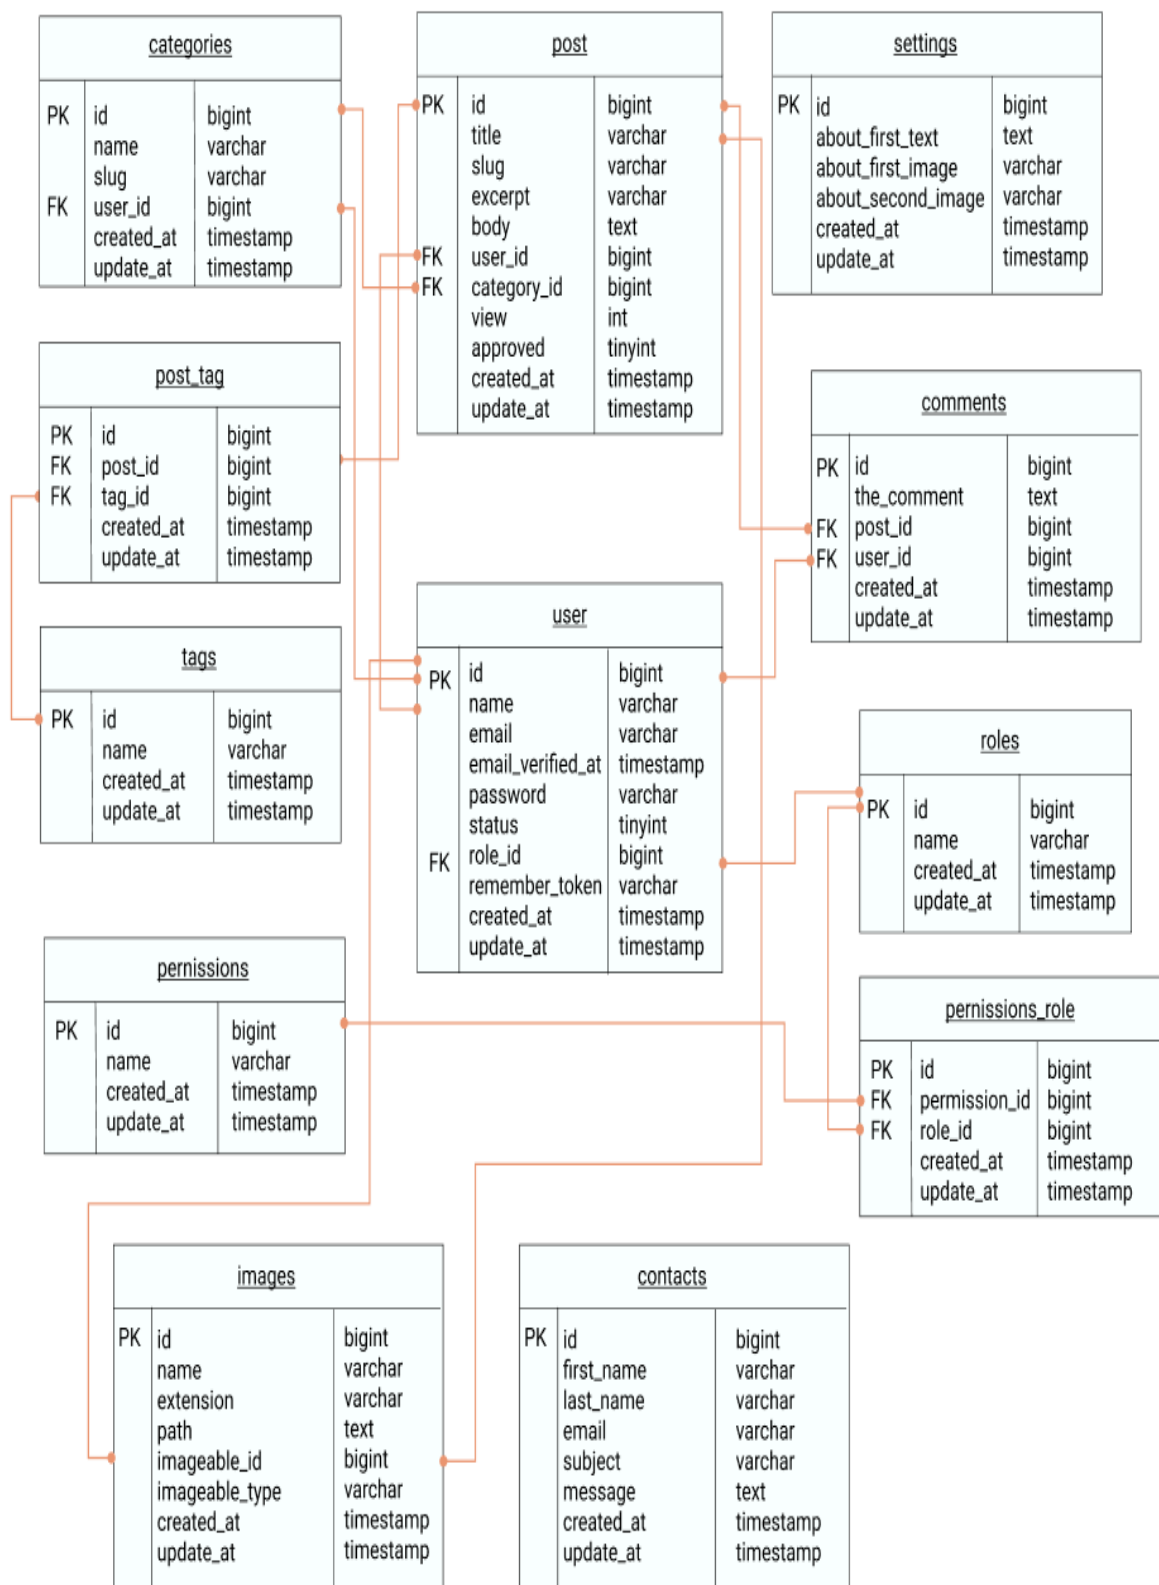 categories
PK id bigint
name varchar
slug varchar
FK user_id bigint
created_at timestamp
update_at timestamp
post
PK id bigint
title varchar
slug varchar
excerpt varchar
body text
FK user_id bigint
FK category_id bigint
view int
approved tinyint
created_at timestamp
update_at timestamp
settings
PK id bigint
about_first_text text
about_first_image varchar
about_second_image varchar
created_at timestamp
update_at timestamp
post_tag
PK id bigint
FK post_id bigint
FK tag_id bigint
created_at timestamp
update_at timestamp
comments
PK id bigint
the_comment text
FK post_id bigint
FK user_id bigint
created_at timestamp
update_at timestamp
tags
PK id bigint
name varchar
created_at timestamp
update_at timestamp
user
PK id bigint
name varchar
email varchar
email_verified_at timestamp
password varchar
status tinyint
FK role_id bigint
remember_token varchar
created_at timestamp
update_at timestamp
roles
PK id bigint
name varchar
created_at timestamp
update_at timestamp
pernissions
PK id bigint
name varchar
created_at timestamp
update_at timestamp
pernissions_role
PK id bigint
FK permission_id bigint
FK role_id bigint
created_at timestamp
update_at timestamp
images
PK id bigint
name varchar
extension varchar
path text
imageable_id bigint
imageable_type varchar
created_at timestamp
update_at timestamp
contacts
PK id bigint
first_name varchar
last_name varchar
email varchar
subject varchar
message text
created_at timestamp
update_at timestamp